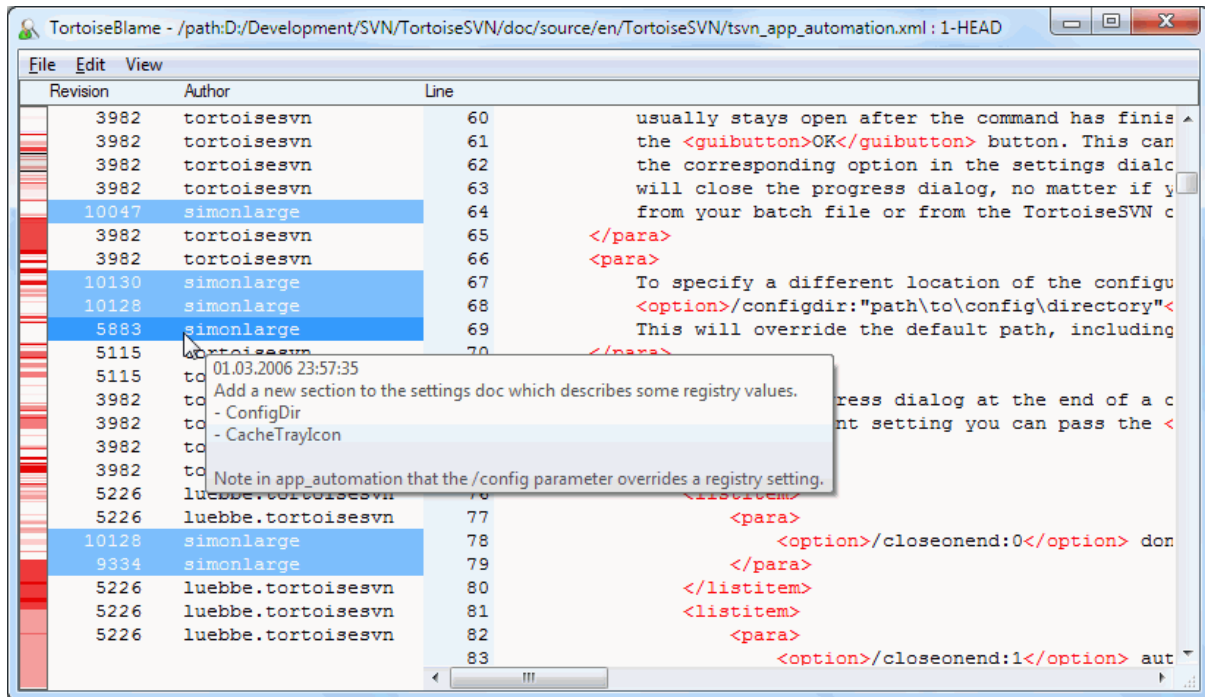 TortoiseBlame - /path:D:/Development/SVN/TortoiseSVN/doc/source/en/TortoiseSVN/tsvn_app_automation.xml : 1-HEAD
File Edit View
Revision Author Line
3982 tortoisesvn 60 usually stays open after the command has finis
3982 tortoisesvn 61 the <guibutton>OK</guibutton> button. This can
3982 tortoisesvn 62 the corresponding option in the settings dialo
3982 tortoisesvn 63 will close the progress dialog, no matter if y
10047 simonlarge 64 from your batch file or from the TortoiseSVN c
3982 tortoisesvn 65 </para>
3982 tortoisesvn 66 <para>
10130 simonlarge 67 To specify a different location of the configu
10128 simonlarge 68 <option>/configdir:"path\to\config\directory"<
5883 simonlarge 69 This will override the default path, including
5115 tortoisesvn 70 </para>
01.03.2006 23:57:35
5115 to
Add a new section to the settings doc which describes some registry values.
3982 to ress dialog at the end of a c
- ConfigDir
3982 to nt setting you can pass the <
- CacheTrayIcon
3982 to
3982 to
Note in app_automation that the /config parameter overrides a registry setting.
5226 luebbe.tortoisesvn 76 <listitem>
5226 luebbe.tortoisesvn 77 <para>
10128 simonlarge 78 <option>/closeonend:0</option> don
9334 simonlarge 79 </para>
5226 luebbe.tortoisesvn 80 </listitem>
5226 luebbe.tortoisesvn 81 <listitem>
5226 luebbe.tortoisesvn 82 <para>
83 <option>/closeonend:1</option> aut